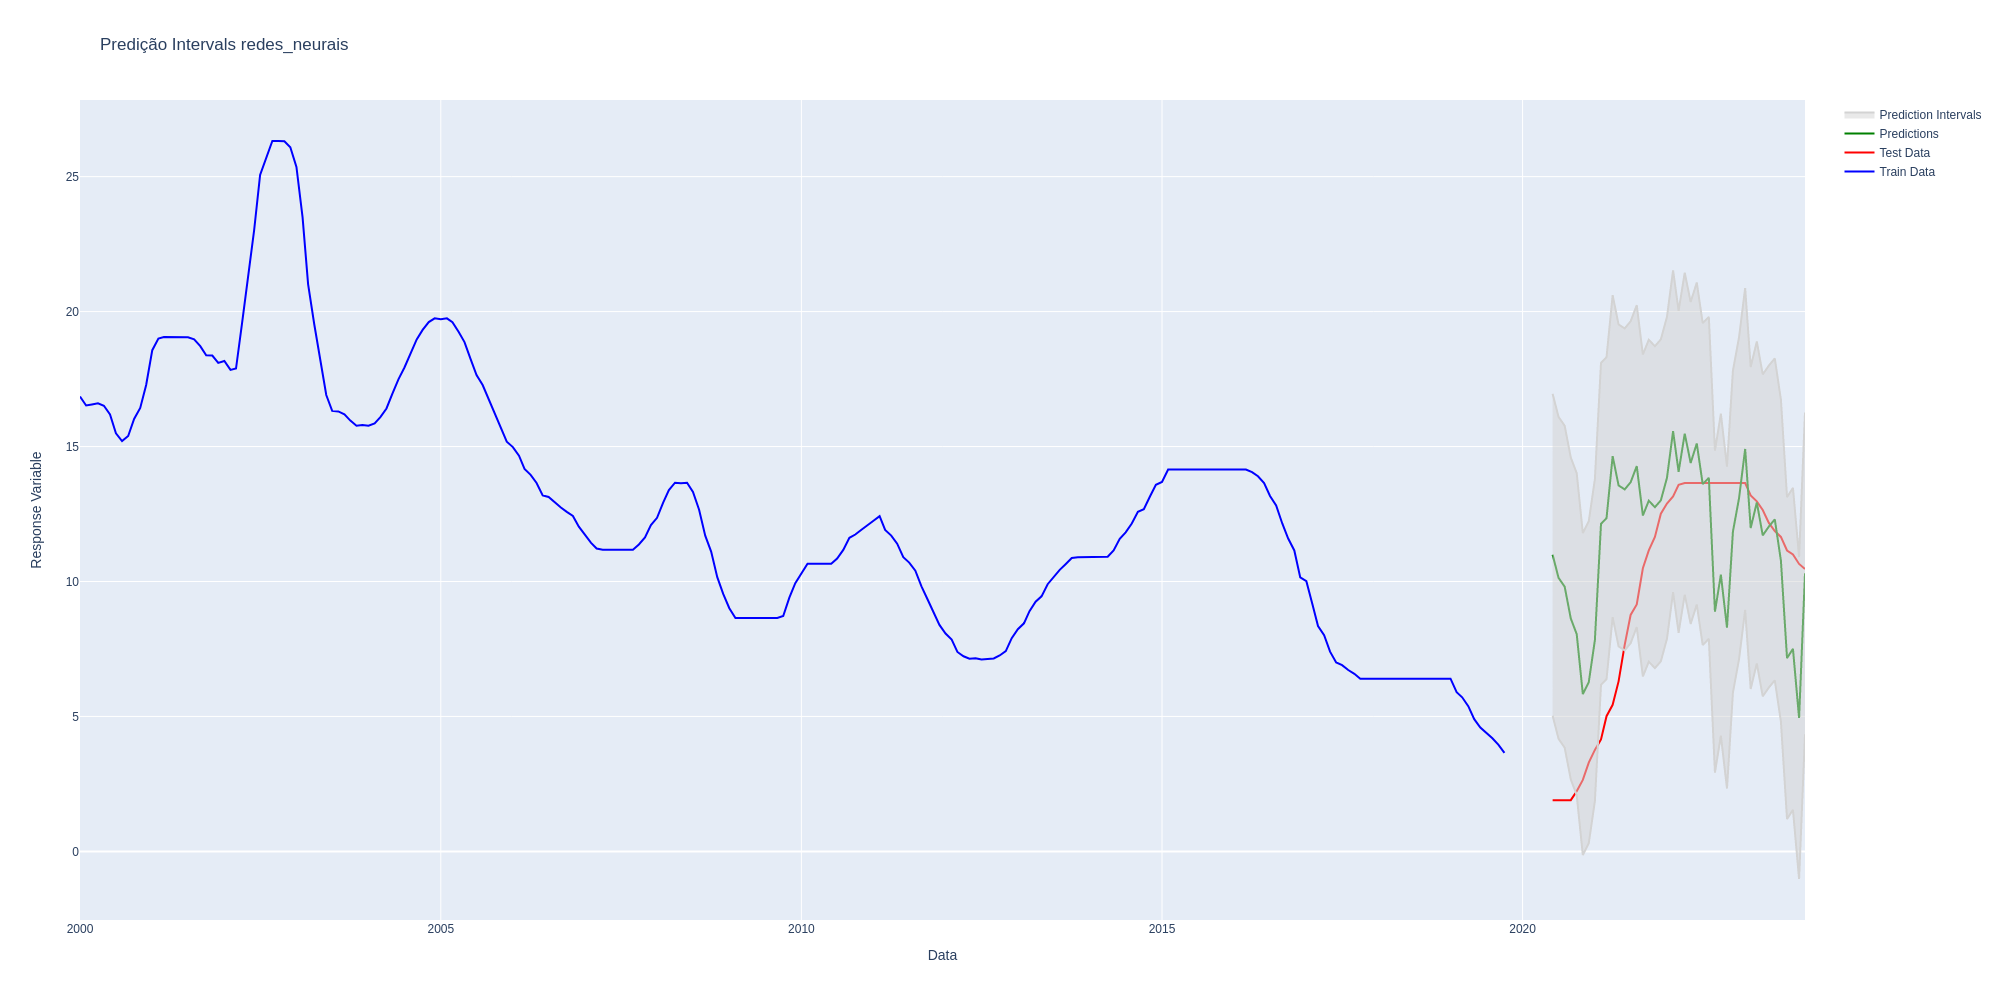 Predição Intervals redes_neurais
Prediction Intervals
Predictions
Test Data
Train Data
Response Variable
25
20
15
10
5
0
2000
2005
2010
2015
2020
Data